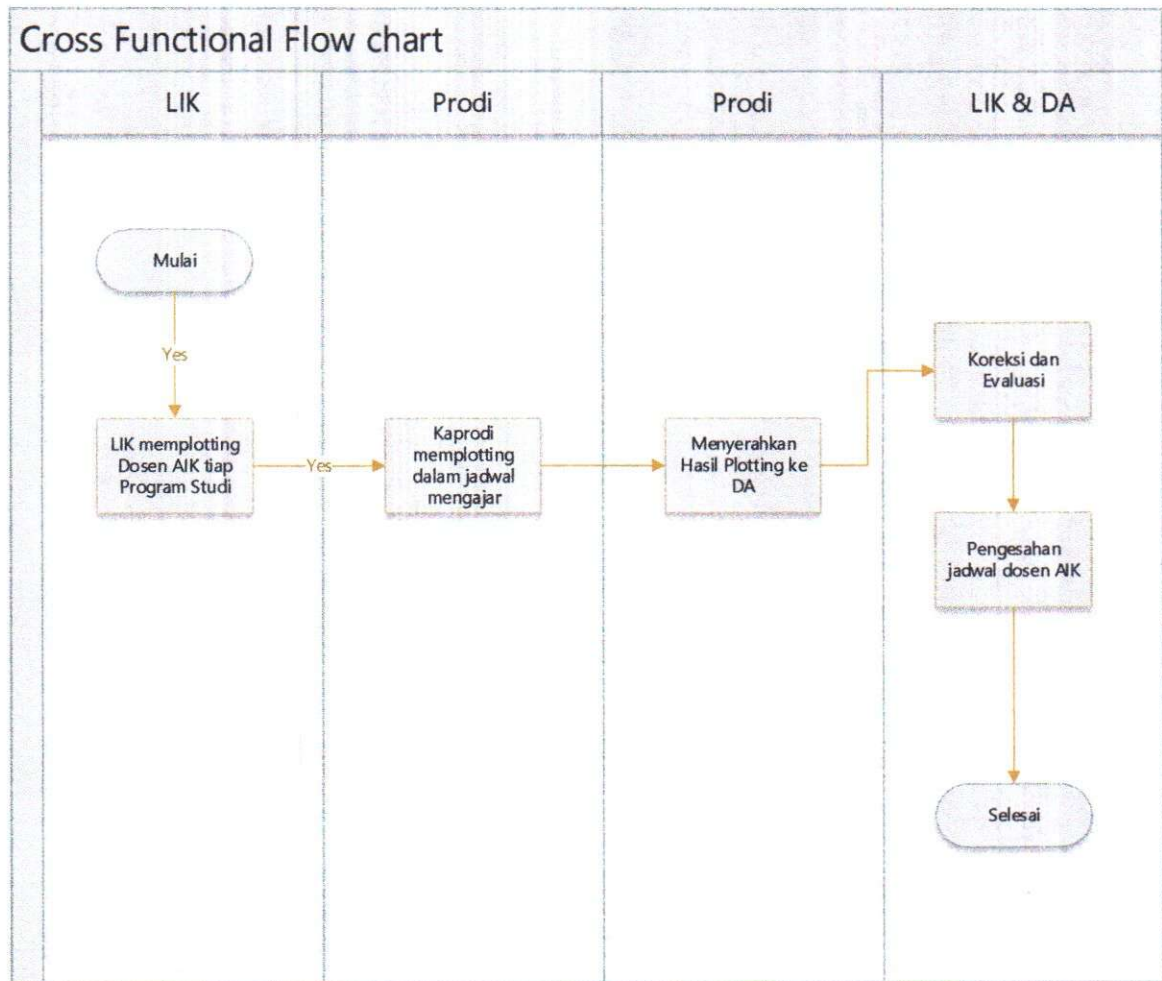 Cross Functional Flow chart
LIK
Prodi
Prodi
LIK & DA
Mulai
Yes
LIK memplotting
Dosen AIK tiap
Program Studi
Yes
Kaprodi
memplotting
dalam jadwal
mengajar
Menyerahkan
Hasil Plotting ke
DA
Koreksi dan
Evaluasi
Pengesahan
jadwal dosen AIK
Selesai